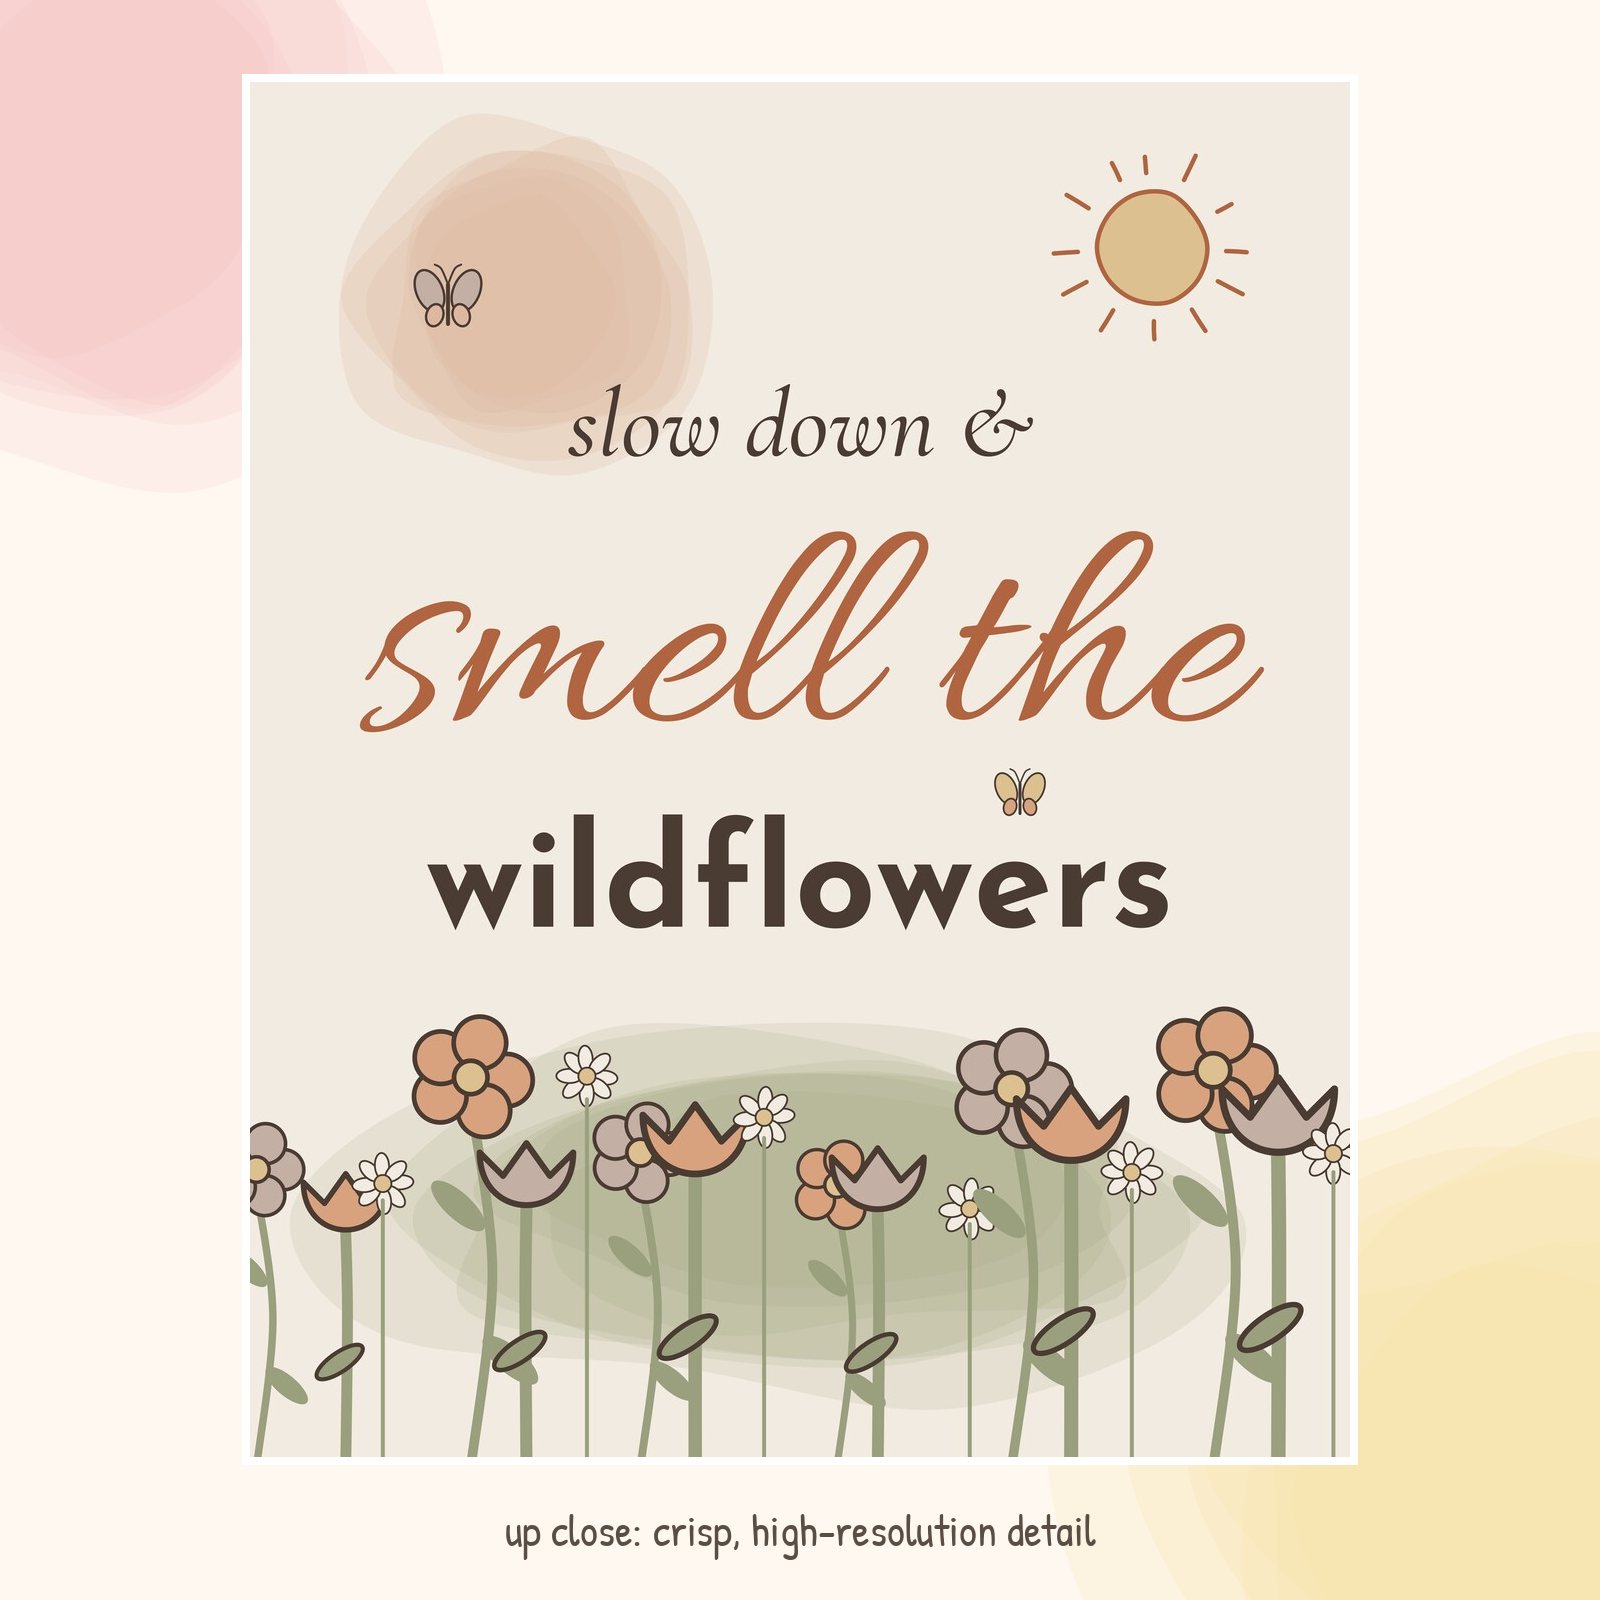 slow down &
smell the
wildflowers
up close: crisp, high-resolution detail